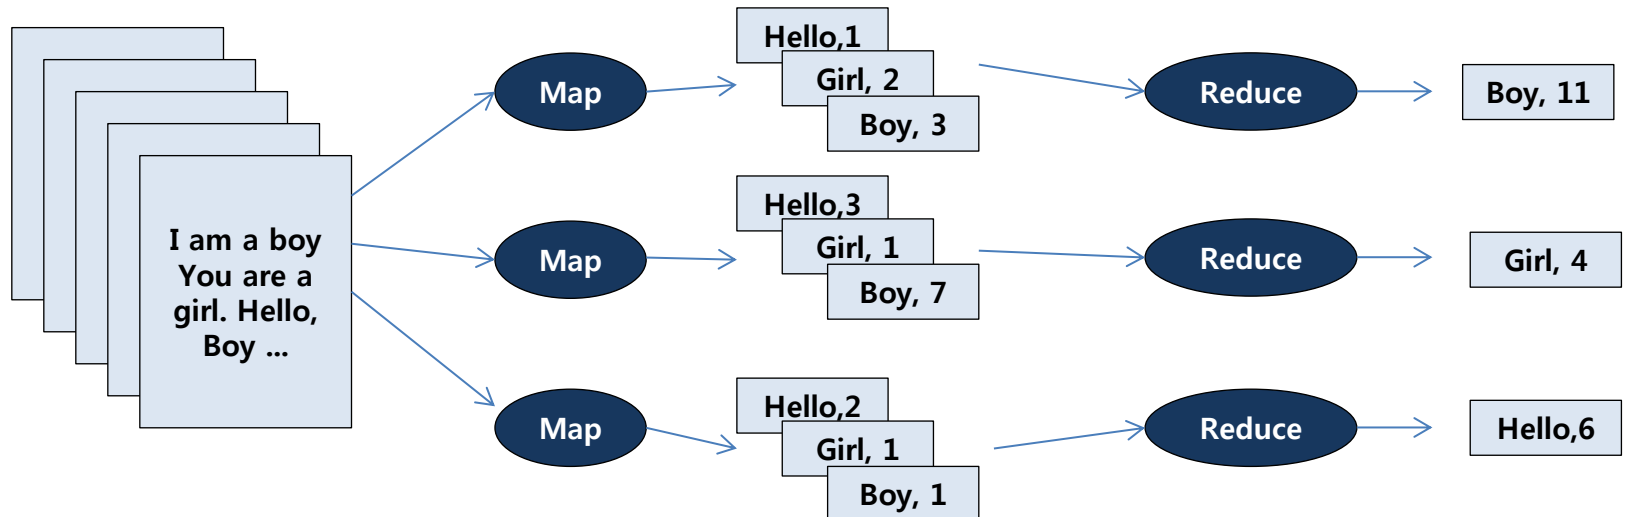 I am a boy
You are a
girl. Hello,
Boy ...
Map
Hello,1
Girl, 2
Boy, 3
Reduce
Boy, 11
Map
Hello,3
Girl, 1
Boy, 7
Reduce
Girl, 4
Map
Hello,2
Girl, 1
Boy, 1
Reduce
Hello,6